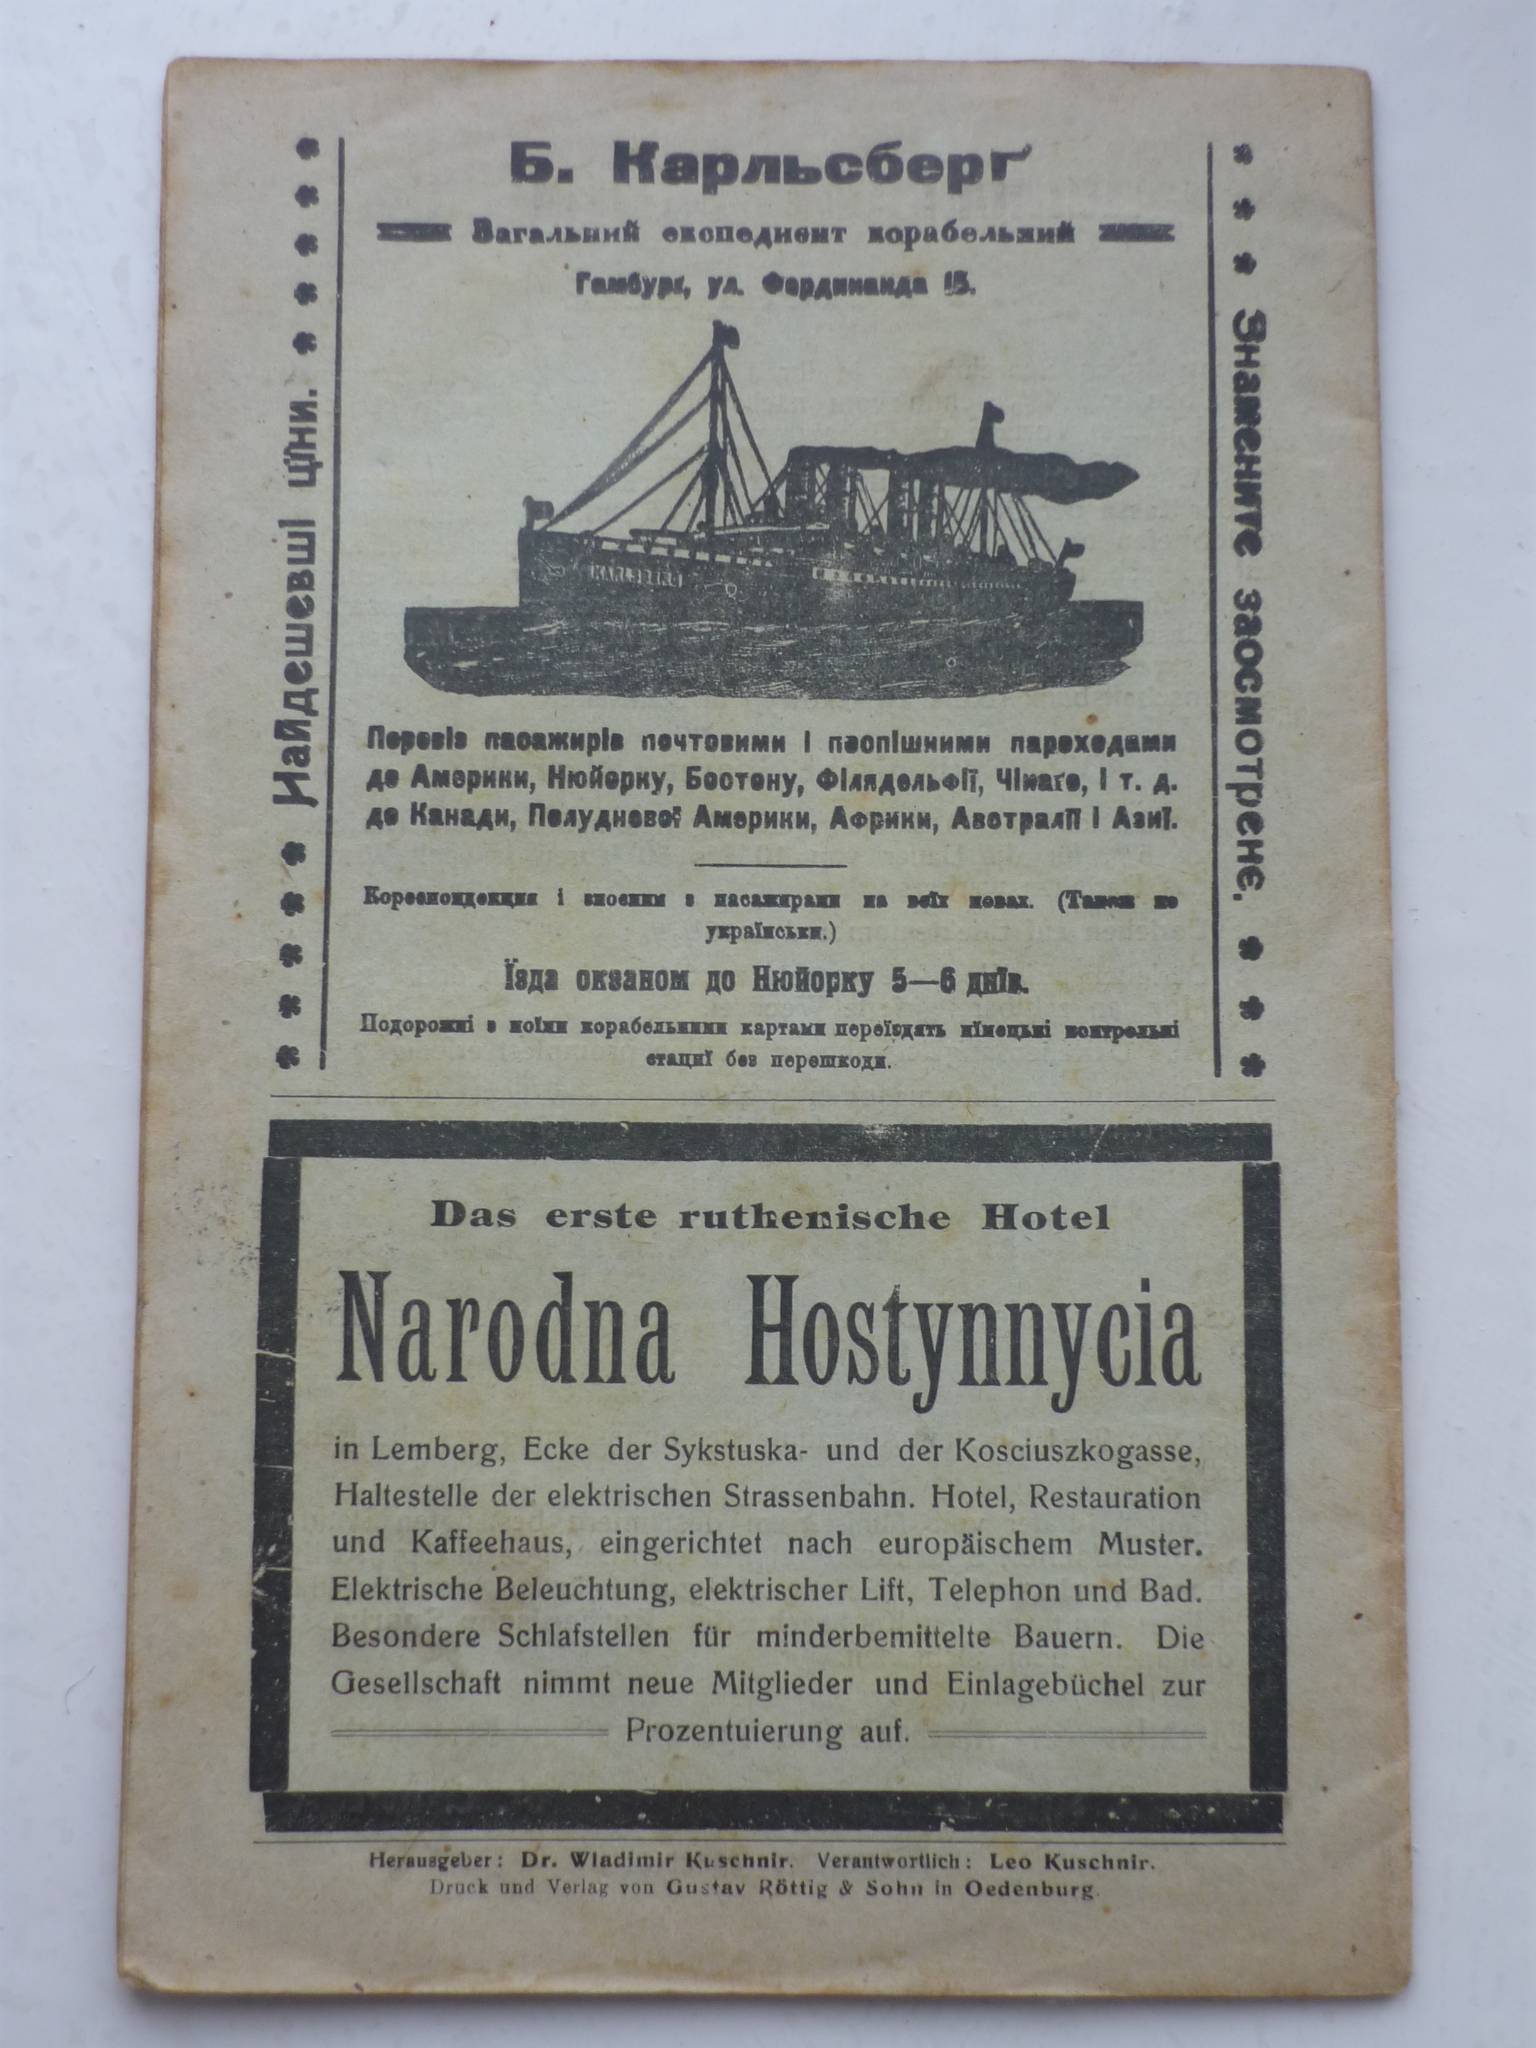 Б. Карльсберґ
Загальний експедиент корабельний
Гамбурґ, ул. Фердинанда 15.
Найдешевші ціни.
Знамените заосмотрене.
KARLSBERG
Перевіз пасажирів почтовими і паопішними пароходами
до Америки, Нюйорку, Бостону, Філядельфії, Чікаґо, і т. д.
до Канади, Полудневої Америки, Африки, Австралії і Азиї.
Кореспонденция і зносини з пасажирами на всїх мовах. (Також по
українськи.)
Їзда океаном до Нюйорку 5—6 днїв.
Подорожні з моїми корабельними картами переїздять нїмецькі контрольні
стациї без перешкоди.
Das erste ruthenische Hotel
Narodna Hostynnycia
in Lemberg, Ecke der Sykstuska- und der Kosciuszkogasse,
Haltestelle der elektrischen Strassenbahn. Hotel, Restauration
und Kaffeehaus, eingerichtet nach europäischem Muster.
Elektrische Beleuchtung, elektrischer Lift, Telephon und Bad.
Besondere Schlafstellen für minderbemittelte Bauern. Die
Gesellschaft nimmt neue Mitglieder und Einlagebüchel zur
Prozentuierung auf.
Herausgeber: Dr. Wladimir Kuschnir. Verantwortlich: Leo Kuschnir.
Druck und Verlag von Gustav Röttig & Sohn in Oedenburg.